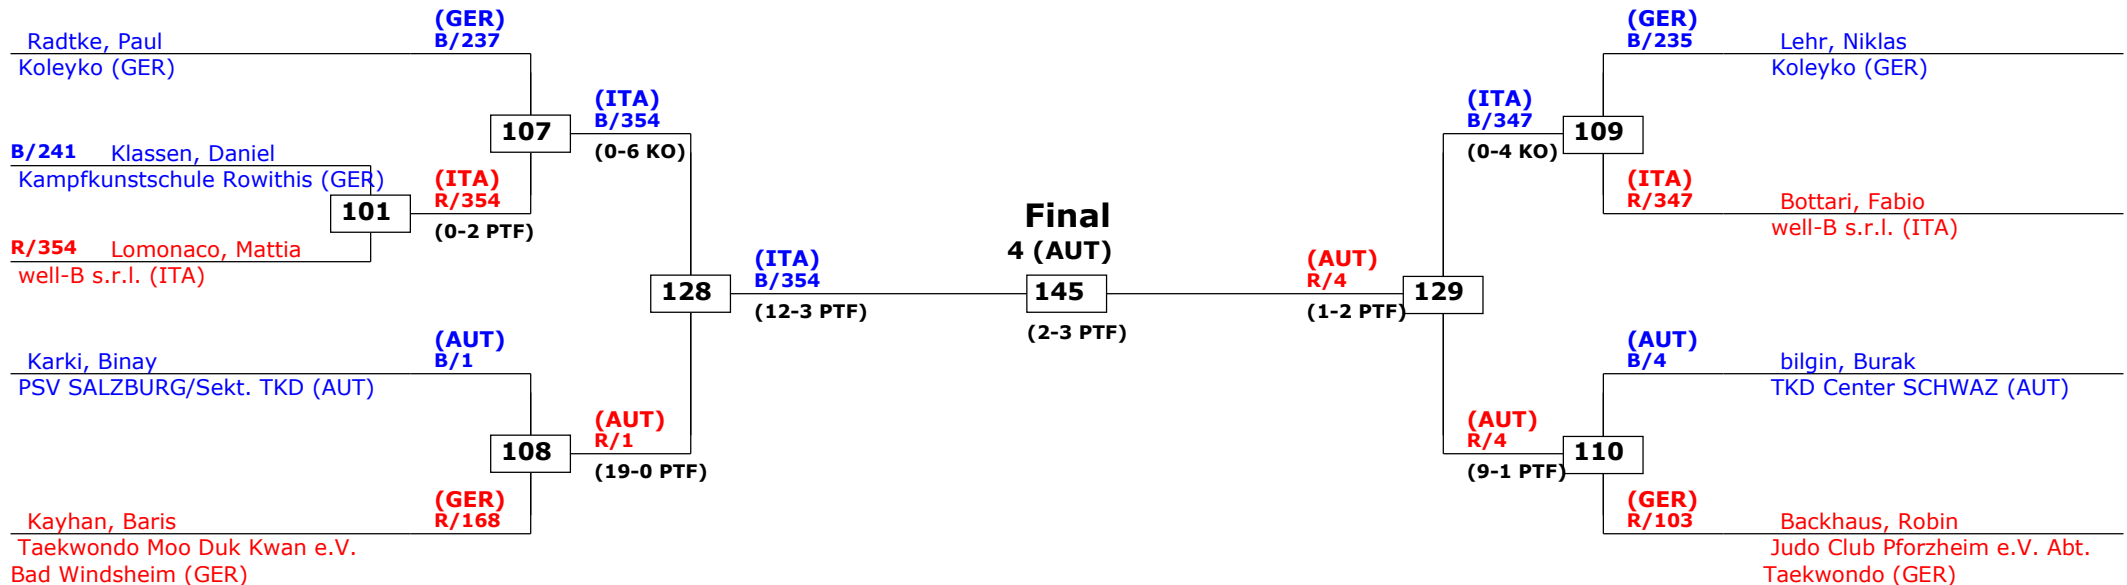 (GER)
B/237
Radtke, Paul
Koleyko (GER)
B/241 Klassen, Daniel
Kampfkunstschule Rowithis (GER)
101
R/354 Lomonaco, Mattia
well-B s.r.l. (ITA)
(ITA)
R/354
(0-2 PTF)
107
(ITA)
B/354
(0-6 KO)
(AUT)
B/1
Karki, Binay
PSV SALZBURG/Sekt. TKD (AUT)
108
(GER)
R/168
Kayhan, Baris
Taekwondo Moo Duk Kwan e.V.
Bad Windsheim (GER)
(AUT)
R/1
(19-0 PTF)
128
(ITA)
B/354
(12-3 PTF)
Final
4 (AUT)
145
(2-3 PTF)
(AUT)
R/4
(1-2 PTF)
129
(ITA)
B/347
(0-4 KO)
109
(GER)
B/235
Lehr, Niklas
Koleyko (GER)
(ITA)
R/347
Bottari, Fabio
well-B s.r.l. (ITA)
(AUT)
R/4
(9-1 PTF)
110
(AUT)
B/4
bilgin, Burak
TKD Center SCHWAZ (AUT)
(GER)
R/103
Backhaus, Robin
Judo Club Pforzheim e.V. Abt.
Taekwondo (GER)